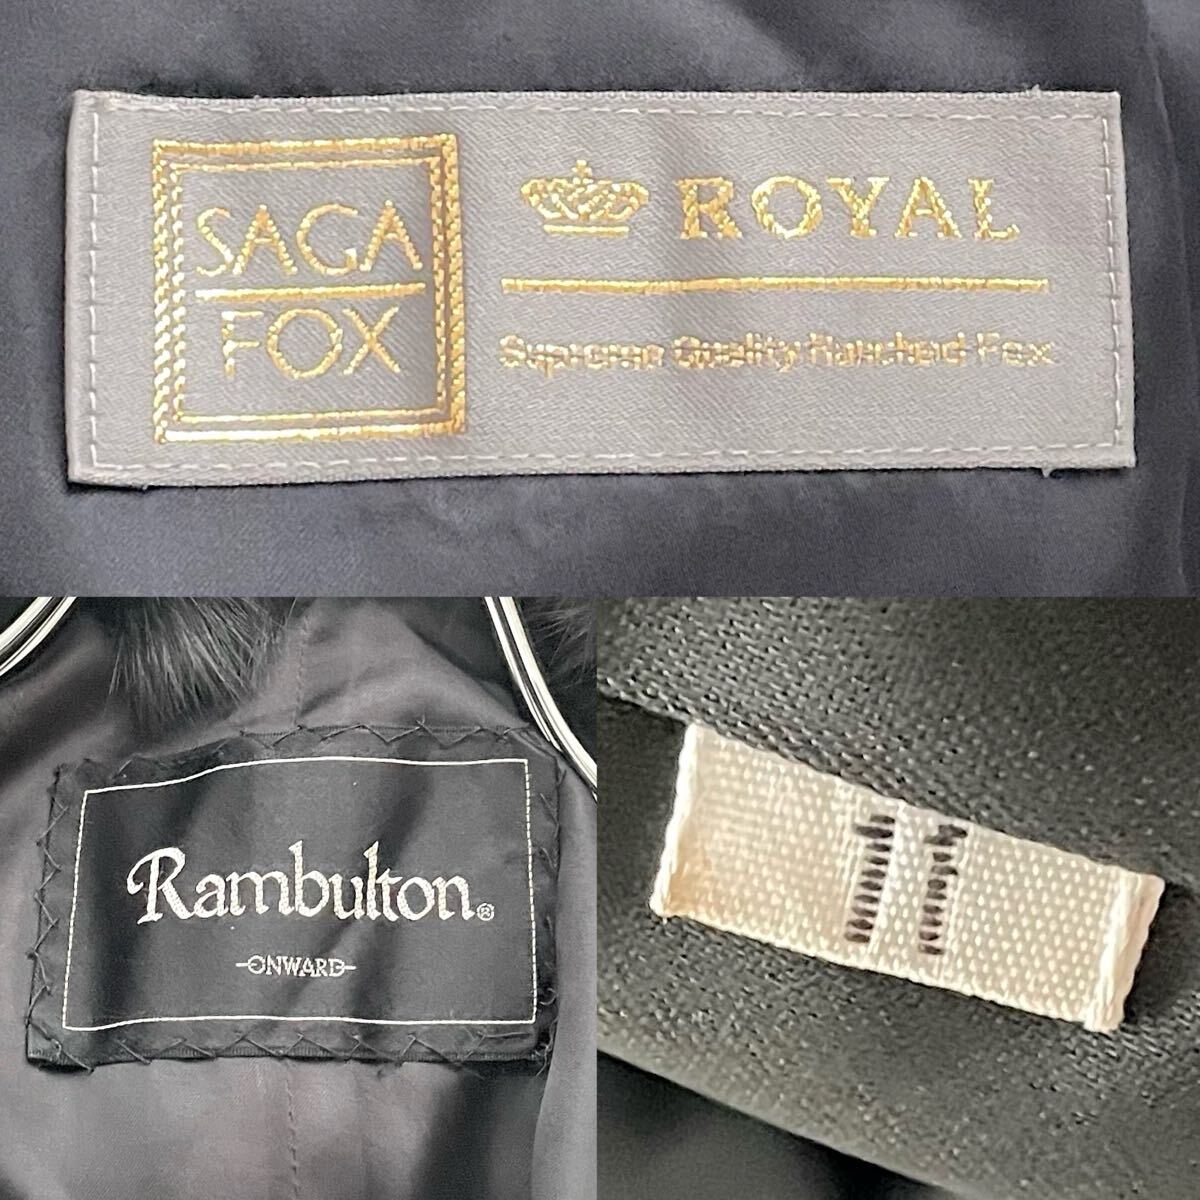 SAGA
FOX
ROYAL
Supreme Quality Ranched Fox
Rambulton®
ONWARD
11